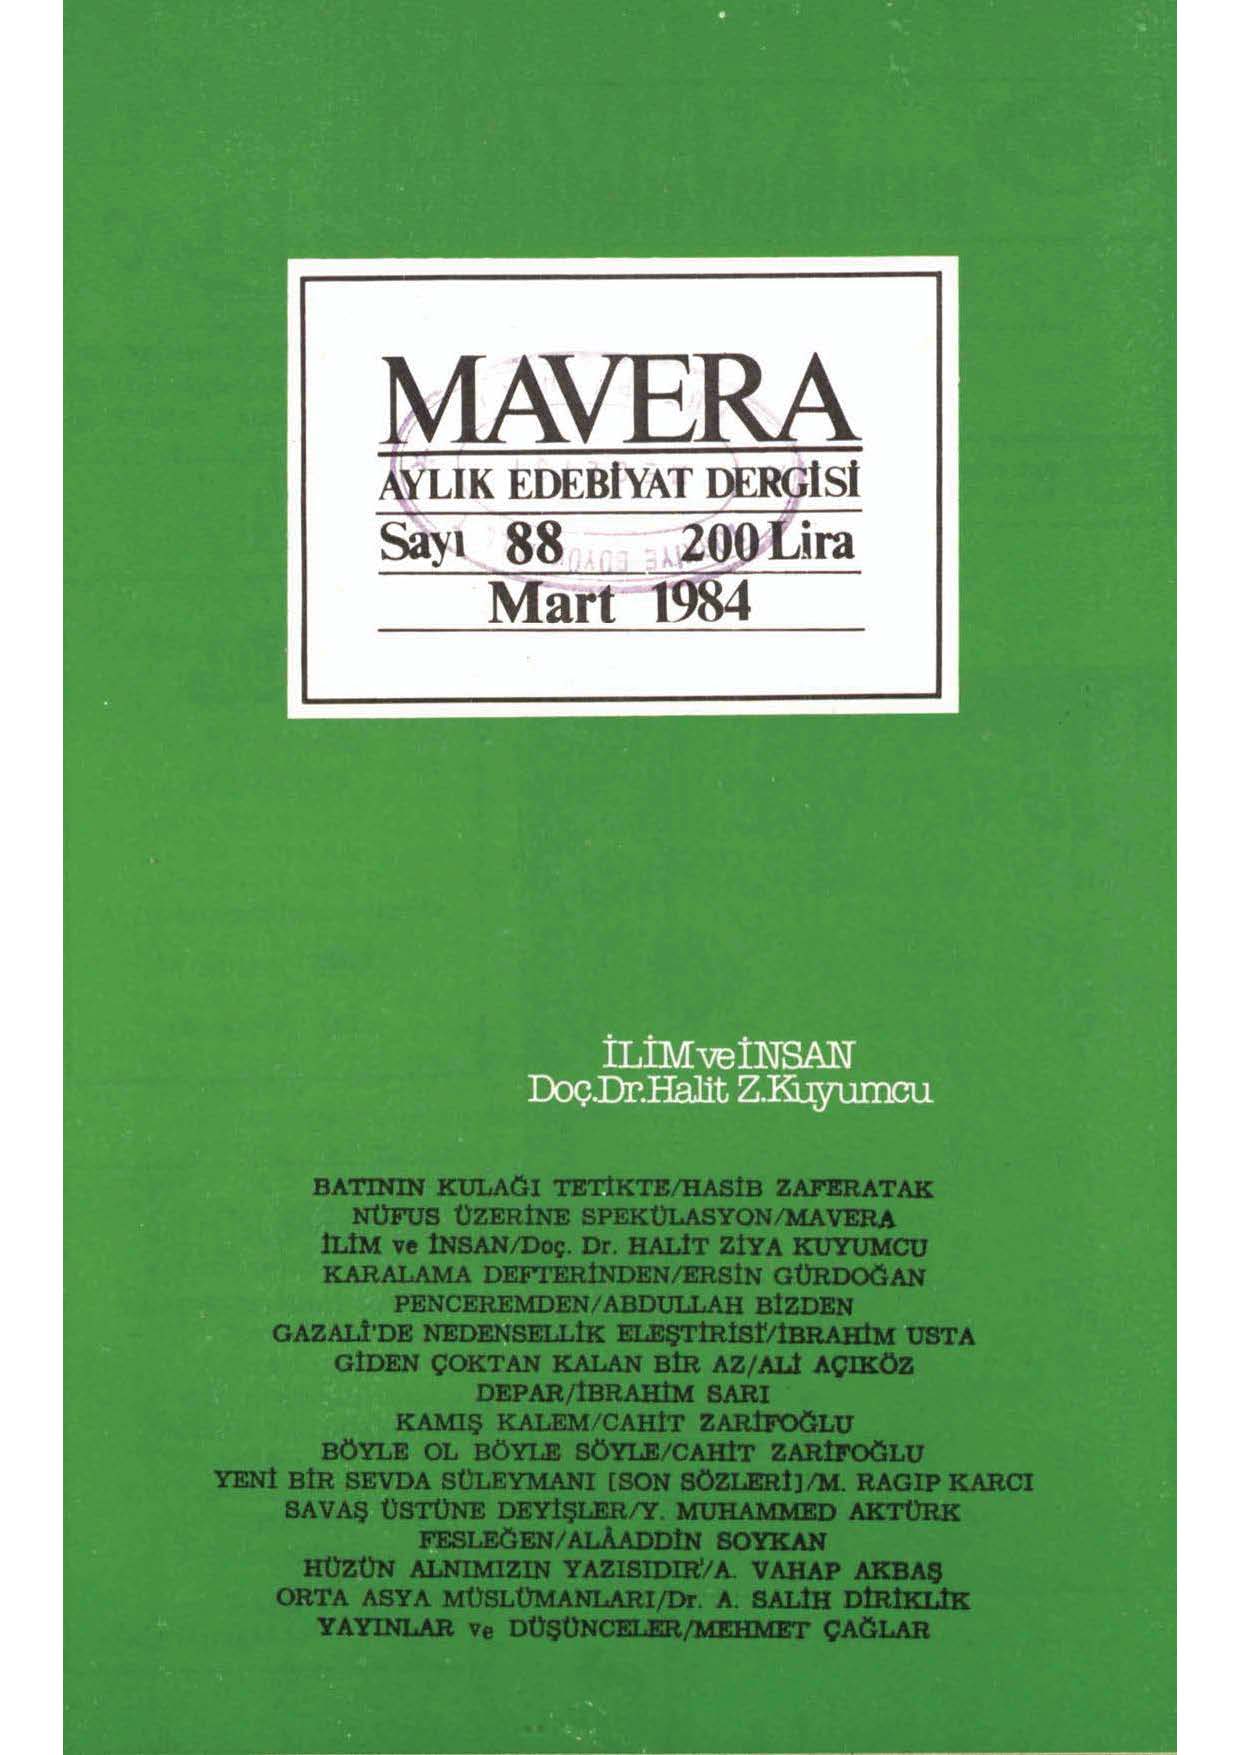 MAVERA
AYLIK EDEBİYAT DERGİSİ
Sayı 88 200 Lira
Mart 1984
İLİM ve İNSAN
Doç.Dr.Halit Z.Kuyumcu
BATININ KULAĞI TETİKTE/HASİB ZAFERATAK
NÜFUS ÜZERİNE SPEKÜLASYON/MAVERA
İLİM ve İNSAN/Doç. Dr. HALİT ZİYA KUYUMCU
KARALAMA DEFTERİNDEN/ERSİN GÜRDOĞAN
PENCEREMDEN/ABDULLAH BİZDEN
GAZALİ'DE NEDENSELLİK ELEŞTİRİSİ/İBRAHİM USTA
GİDEN ÇOKTAN KALAN BİR AZ/ALİ AÇIKÖZ
DEPAR/İBRAHİM SARI
KAMIŞ KALEM/CAHİT ZARİFOĞLU
BÖYLE OL BÖYLE SÖYLE/CAHİT ZARİFOĞLU
YENİ BİR SEVDA SÜLEYMANI [SON SÖZLERİ]/M. RAGIP KARCI
SAVAŞ ÜSTÜNE DEYİŞLER/Y. MUHAMMED AKTÜRK
FESLEĞEN/ALÂADDİN SOYKAN
HÜZÜN ALNIMIZIN YAZISIDIR/A. VAHAP AKBAŞ
ORTA ASYA MÜSLÜMANLARI/Dr. A. SALİH DİRİKLİK
YAYINLAR ve DÜŞÜNCELER/MEHMET ÇAĞLAR